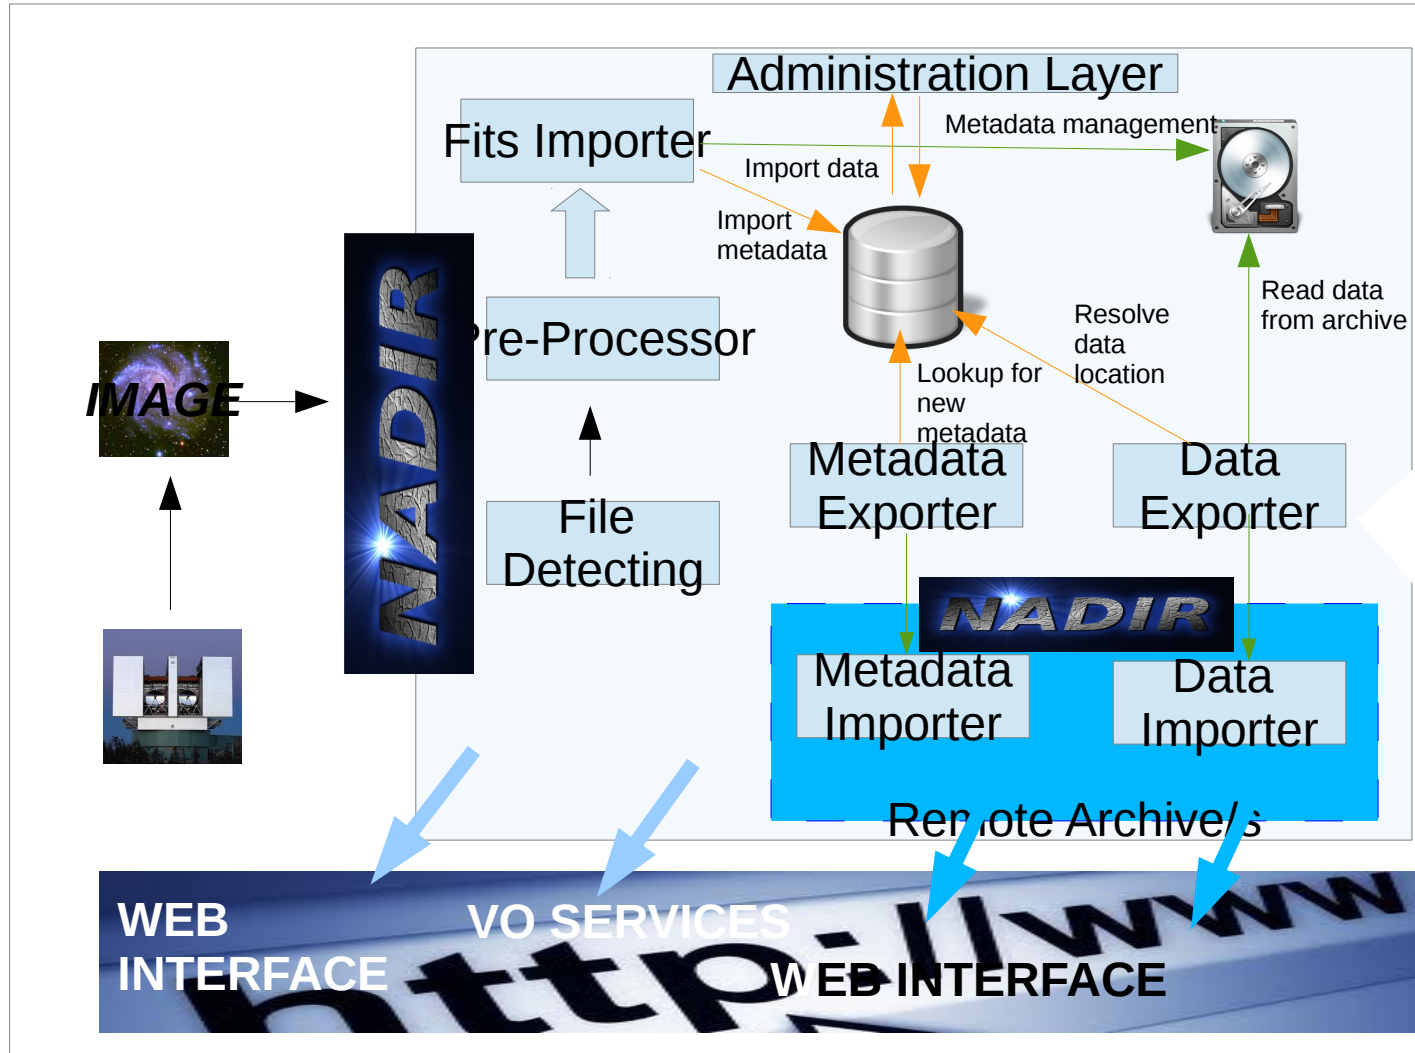 Administration Layer
Fits Importer
Metadata management
Import data
Import
metadata
NADIR
Pre-Processor
Read data
from archive
Resolve
data
location
Lookup for
new
metadata
IMAGE
File
Detecting
Metadata
Exporter
Data
Exporter
NADIR
Metadata
Importer
Data
Importer
Remote Archive/s
WEB
INTERFACE
VO SERVICES
http://www
WEB INTERFACE